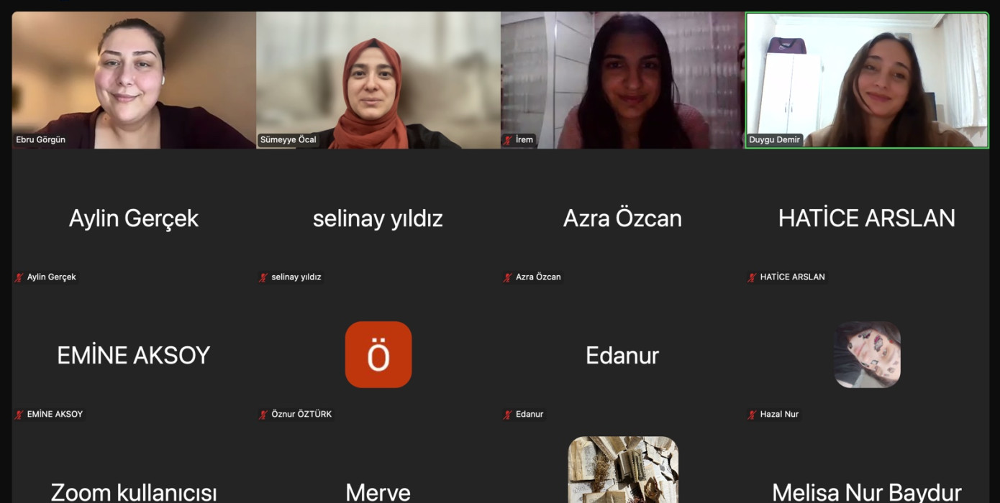 Ebru Görgün
Sümeyye Öcal
İrem
Duygu Demir
Aylin Gerçek
selinay yıldız
Azra Özcan
HATİCE ARSLAN
Aylin Gerçek
selinay yıldız
Azra Özcan
HATİCE ARSLAN
EMİNE AKSOY
Ö
Edanur
EMİNE AKSOY
Öznur ÖZTÜRK
Edanur
Hazal Nur
Zoom kullanıcısı
Merve
Melisa Nur Baydur